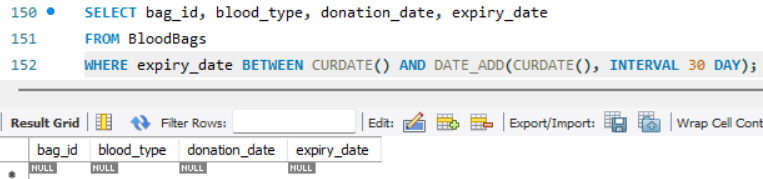 150 SELECT bag_id, blood_type, donation_date, expiry_date
151 FROM BloodBags
152 WHERE expiry_date BETWEEN CURDATE() AND DATE_ADD(CURDATE(), INTERVAL 30 DAY);
Result Grid Filter Rows: Edit: Export/Import: Wrap Cell Cont
bag_id blood_type donation_date expiry_date
NULL NULL NULL NULL